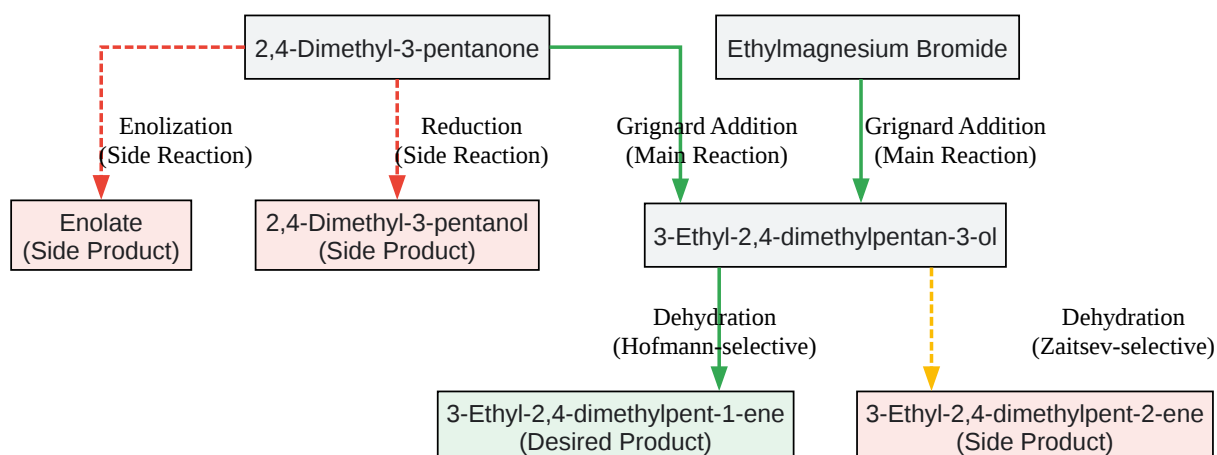 2,4-Dimethyl-3-pentanone
Ethylmagnesium Bromide
Enolization
(Side Reaction)
Reduction
(Side Reaction)
Grignard Addition
(Main Reaction)
Grignard Addition
(Main Reaction)
Enolate
(Side Product)
2,4-Dimethyl-3-pentanol
(Side Product)
3-Ethyl-2,4-dimethylpentan-3-ol
Dehydration
(Hofmann-selective)
Dehydration
(Zaitsev-selective)
3-Ethyl-2,4-dimethylpent-1-ene
(Desired Product)
3-Ethyl-2,4-dimethylpent-2-ene
(Side Product)